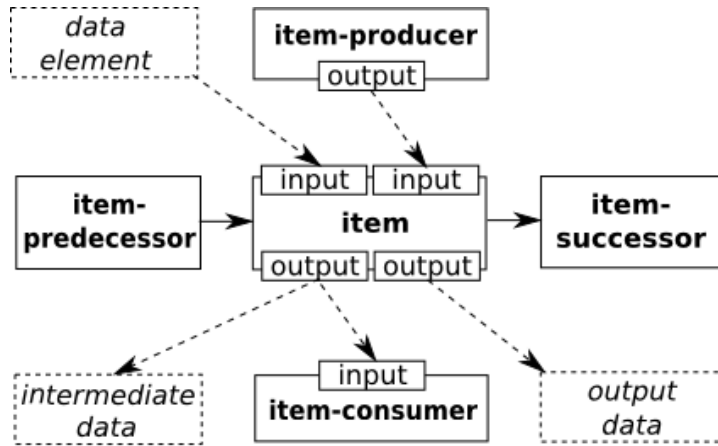 data
element
item-producer
output
input
input
item-
predecessor
item
item-
successor
output
output
intermediate
data
input
item-consumer
output
data